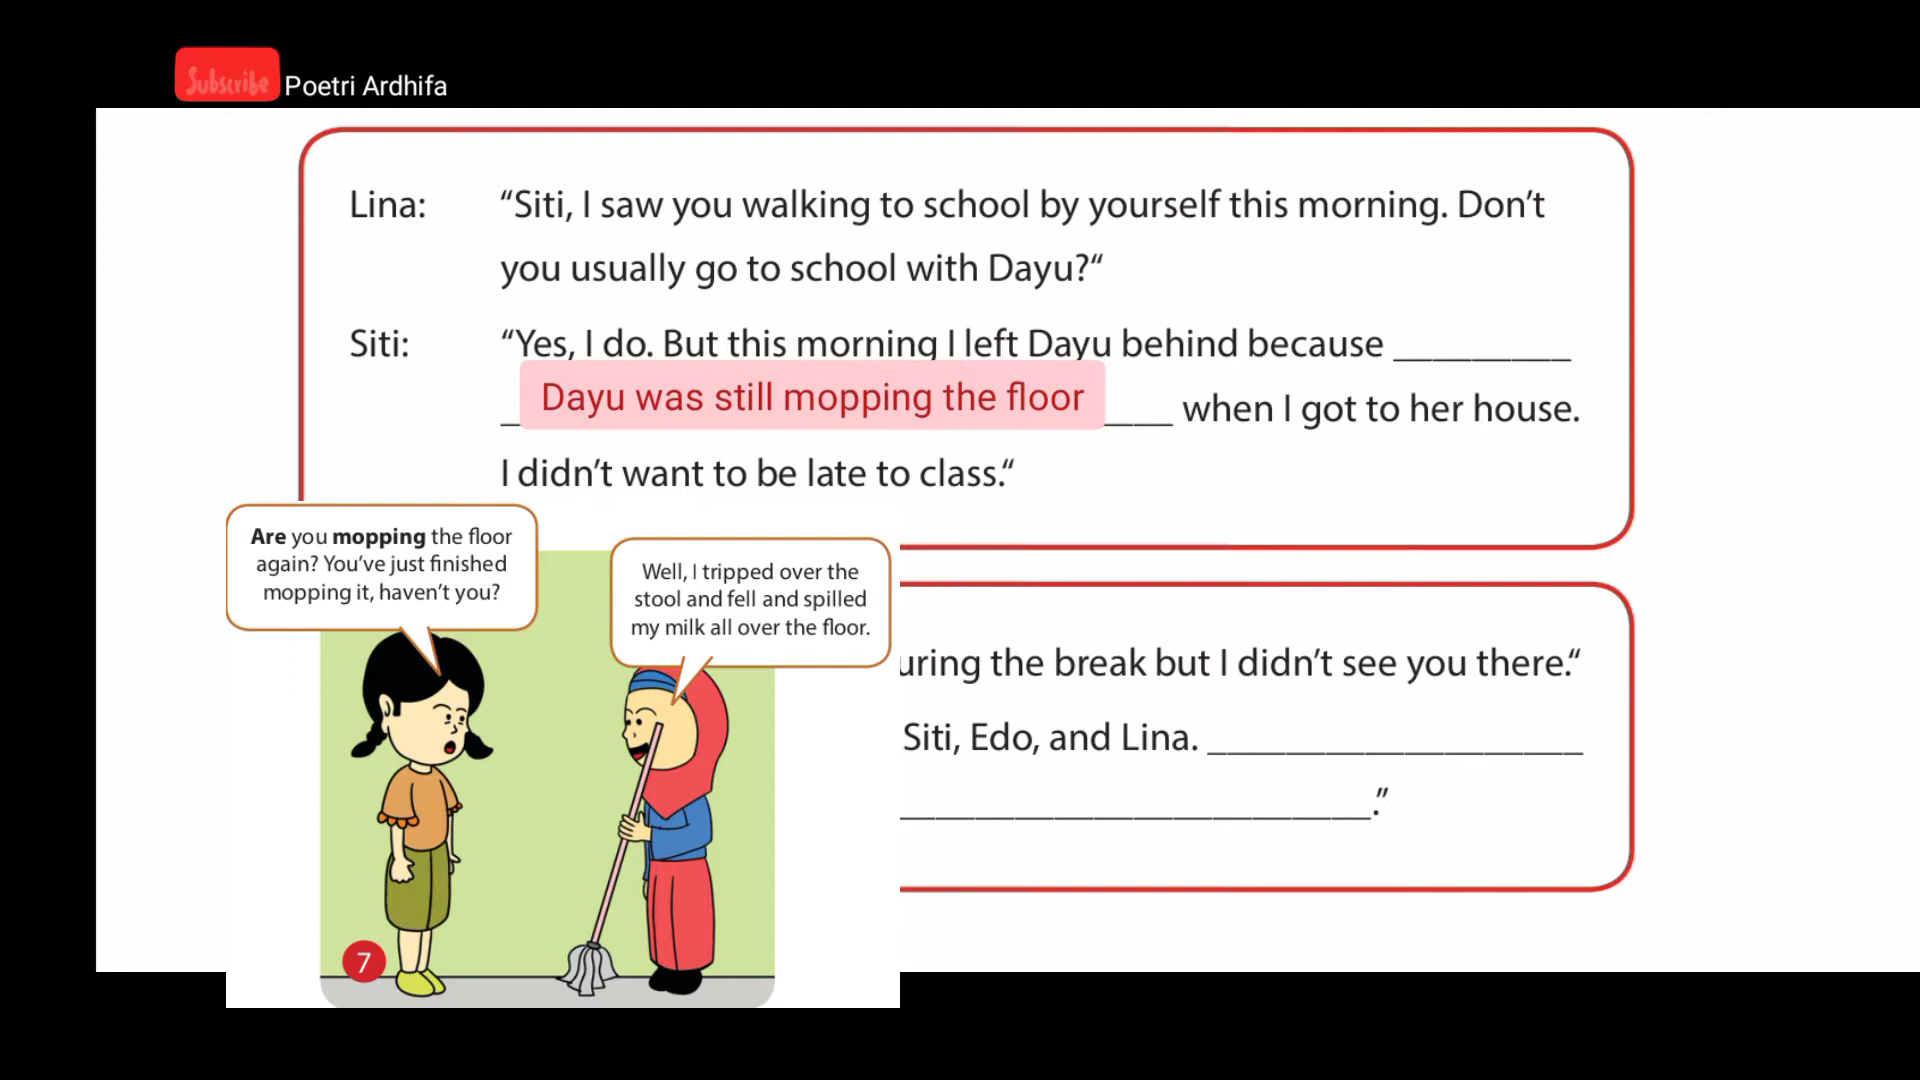 Subscribe Poetri Ardhifa
Lina: “Siti, I saw you walking to school by yourself this morning. Don’t
you usually go to school with Dayu?“
Siti: “Yes, I do. But this morning I left Dayu behind because _________
Dayu was still mopping the floor ___ when I got to her house.
I didn’t want to be late to class.“
Are you mopping the floor
again? You’ve just finished
mopping it, haven’t you?
Well, I tripped over the
stool and fell and spilled
my milk all over the floor.
the break but I didn’t see you there.“
Siti, Edo, and Lina. ___________________
________________________.”
7